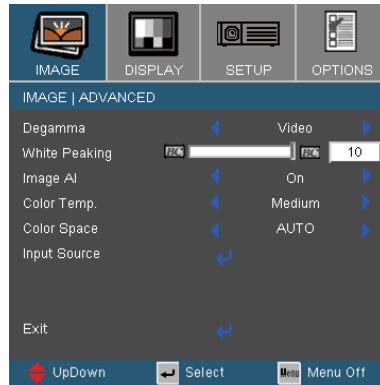 IMAGE DISPLAY SETUP OPTIONS
IMAGE | ADVANCED
Degamma Video
White Peaking 10
Image AI On
Color Temp. Medium
Color Space AUTO
Input Source
Exit
UpDown Select Menu Menu Off